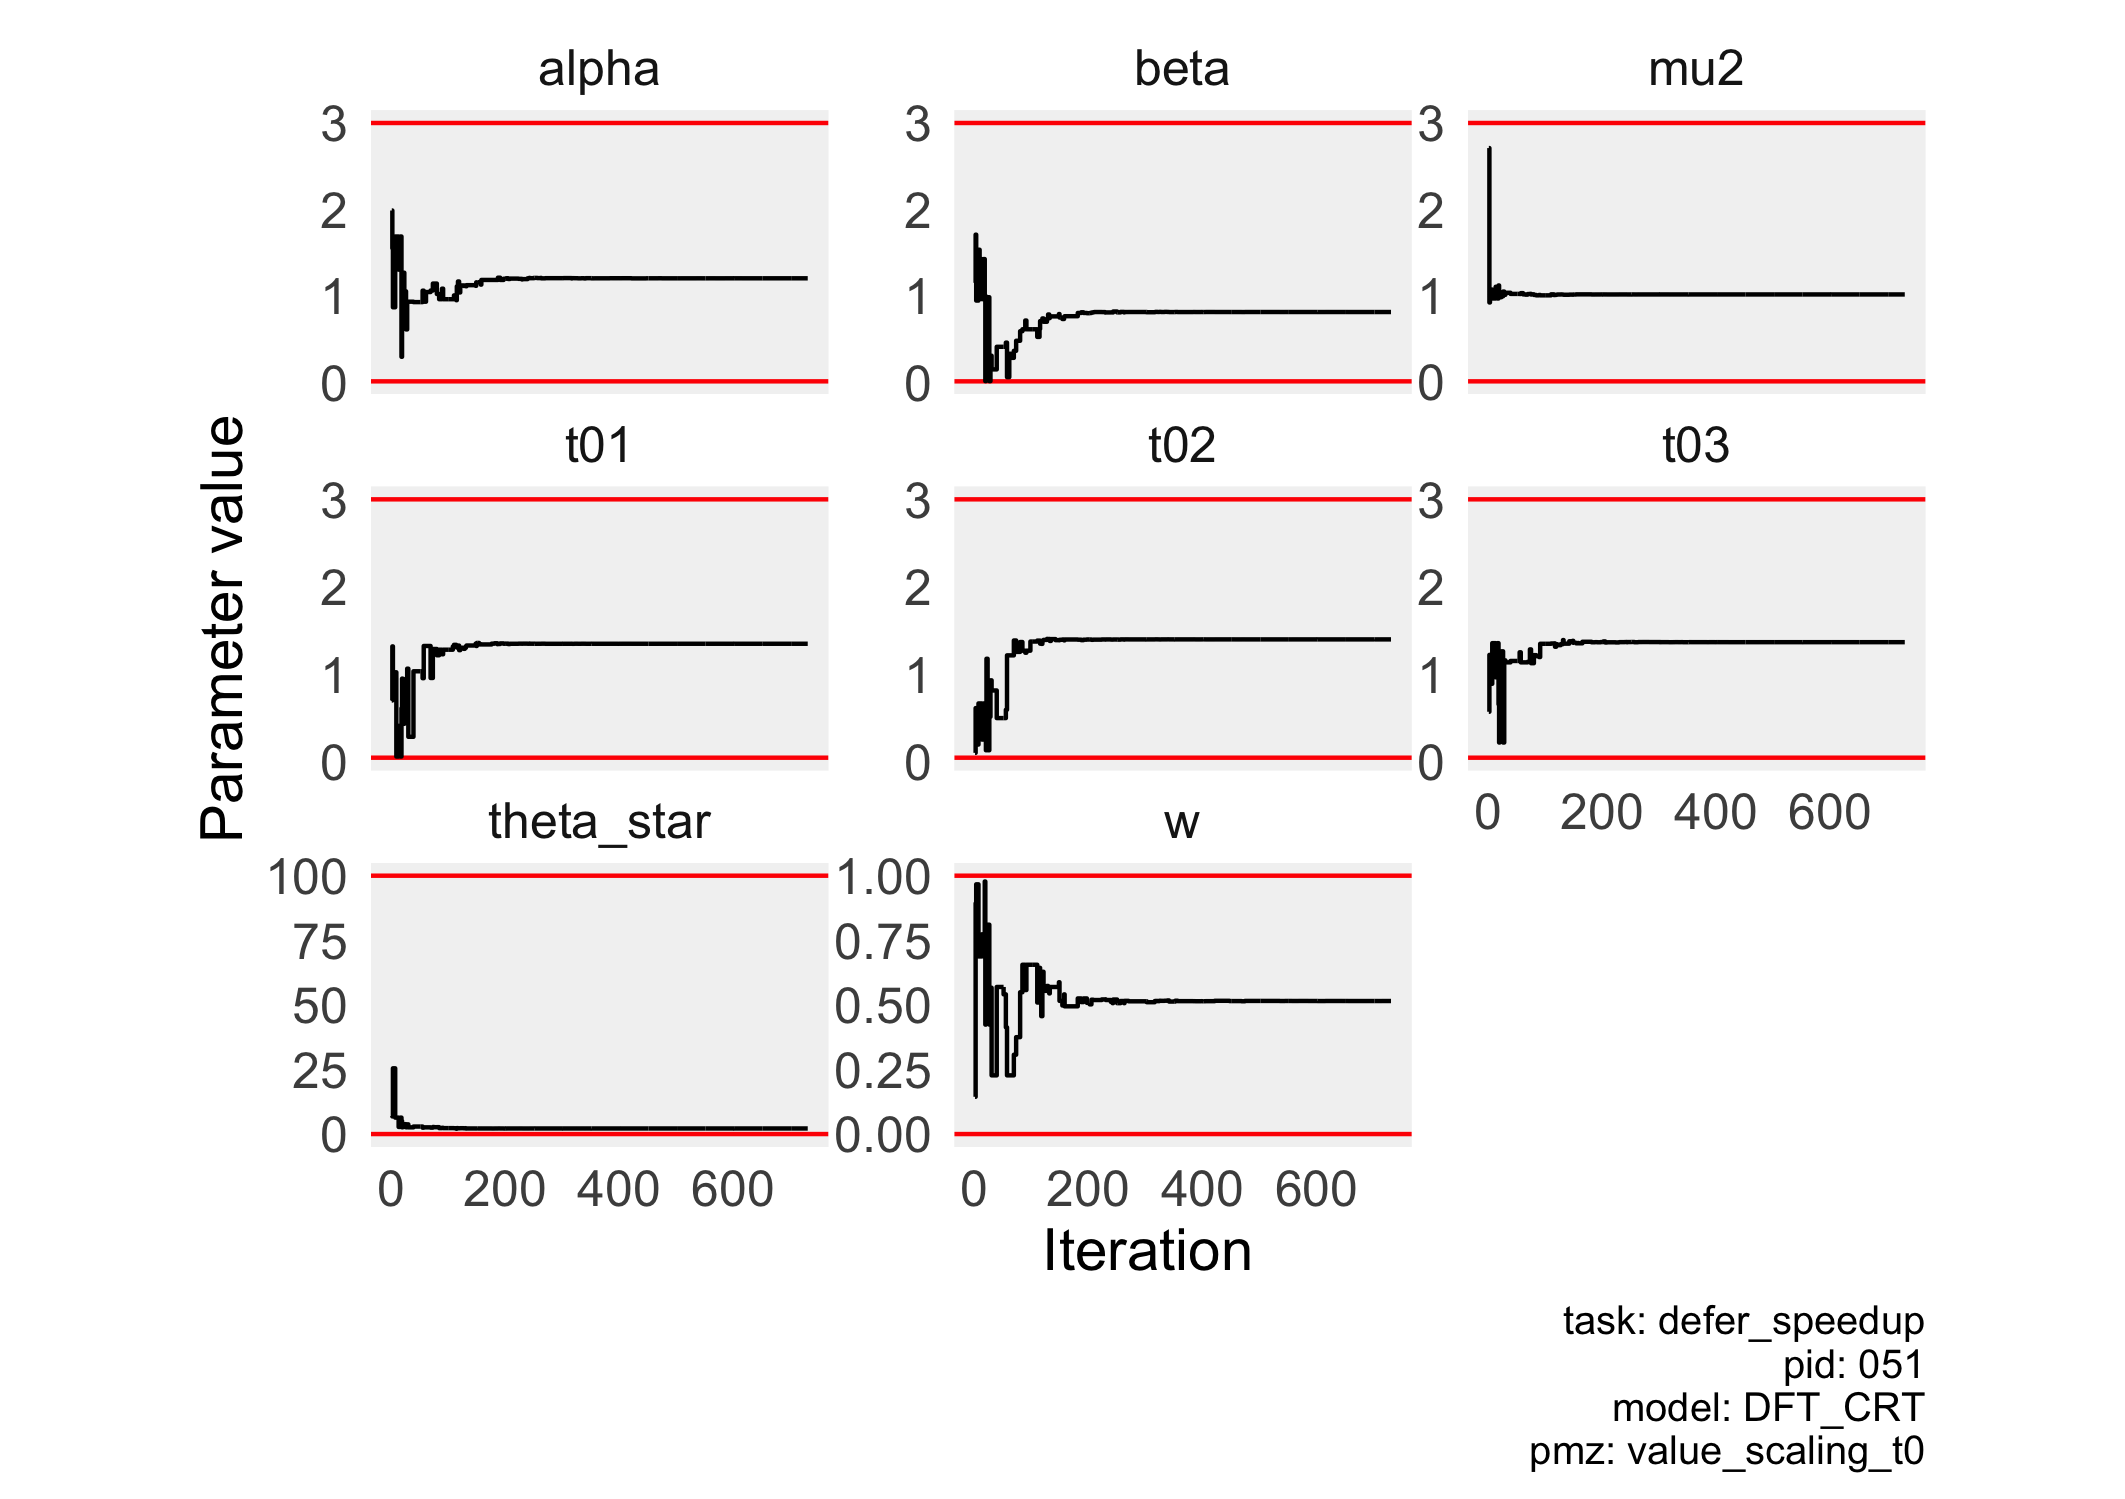 alpha
beta
mu2
3
2
1
0
3
2
1
0
3
2
1
0
t01
t02
t03
3
2
1
0
3
2
1
0
3
2
1
0
0 200 400 600
theta_star
w
100
75
50
25
0
1.00
0.75
0.50
0.25
0.00
0 200 400 600
0 200 400 600
Parameter value
Iteration
task: defer_speedup
pid: 051
model: DFT_CRT
pmz: value_scaling_t0